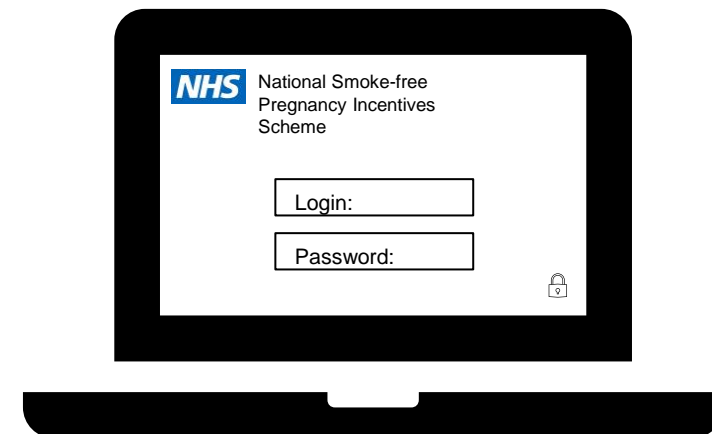 NHS
National Smoke-free
Pregnancy Incentives
Scheme
Login:
Password: